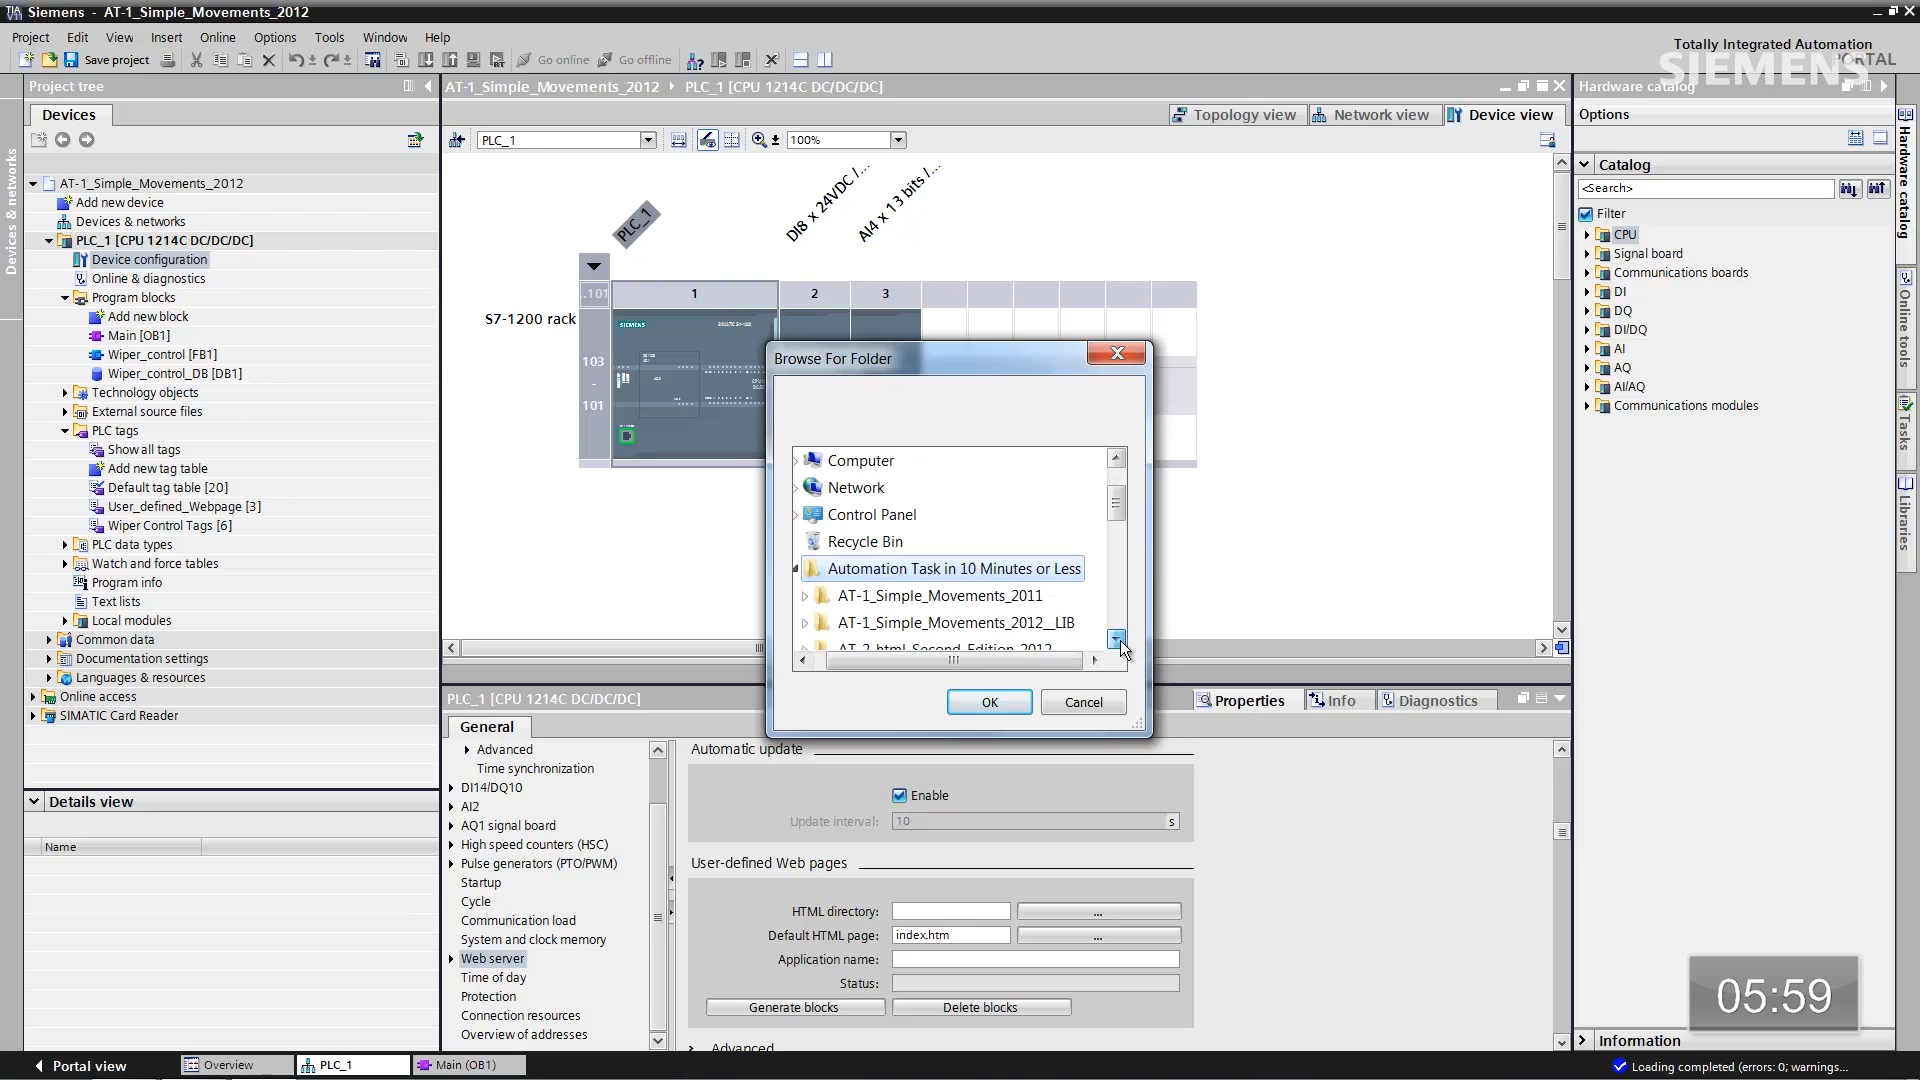 Siemens - AT-1_Simple_Movements_2012
Project Edit View Insert Online Options Tools Window Help
Totally Integrated Automation
PORTAL
SIEMENS
Save project
Go online
Go offline
Project tree
AT-1_Simple_Movements_2012 PLC_1 [CPU 1214C DC/DC/DC]
Hardware catalog
Devices
Topology view
Network view
Device view
Options
PLC_1
100%
Devices & networks
AT-1_Simple_Movements_2012
Add new device
Devices & networks
PLC_1 [CPU 1214C DC/DC/DC]
Device configuration
Online & diagnostics
Program blocks
Add new block
Main [OB1]
Wiper_control [FB1]
Wiper_control_DB [DB1]
Technology objects
External source files
PLC tags
Show all tags
Add new tag table
Default tag table [20]
User_defined_Webpage [3]
Wiper Control Tags [6]
PLC data types
Watch and force tables
Program info
Text lists
Local modules
Common data
Documentation settings
Languages & resources
Online access
SIMATIC Card Reader
Details view
Name
PLC_1
DI8 x 24VDC /...
AI4 x 13 bits /...
..101
1
2
3
S7-1200 rack
103
-
101
SIEMENS
Browse For Folder
Computer
Network
Control Panel
Recycle Bin
Automation Task in 10 Minutes or Less
AT-1_Simple_Movements_2011
AT-1_Simple_Movements_2012__LIB
AT-2_html_Second_Edition_2012
OK
Cancel
PLC_1 [CPU 1214C DC/DC/DC]
Properties
Info
Diagnostics
General
Advanced
Time synchronization
DI14/DQ10
AI2
AQ1 signal board
High speed counters (HSC)
Pulse generators (PTO/PWM)
Startup
Cycle
Communication load
System and clock memory
Web server
Time of day
Protection
Connection resources
Overview of addresses
Automatic update
Enable
Update interval: 10 s
User-defined Web pages
HTML directory: ...
Default HTML page: index.htm ...
Application name:
Status:
Generate blocks
Delete blocks
Advanced
Catalog
<Search>
Filter
CPU
Signal board
Communications boards
DI
DQ
DI/DQ
AI
AQ
AI/AQ
Communications modules
Information
Hardware catalog
Online tools
Tasks
Libraries
05:59
Portal view
Overview
PLC_1
Main (OB1)
Loading completed (errors: 0; warnings...